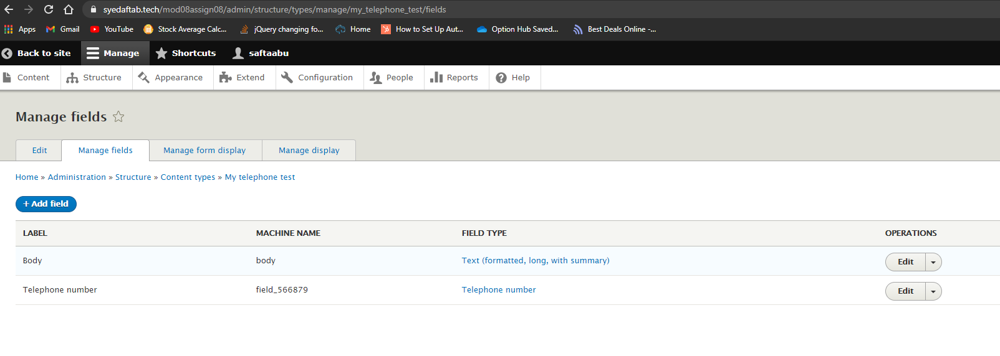 syedaftab.tech/mod08assign08/admin/structure/types/manage/my_telephone_test/fields
Apps Gmail YouTube Stock Average Calc... jQuery changing fo... Home How to Set Up Aut... Option Hub Saved... Best Deals Online -...
Back to site Manage Shortcuts saftaabu
Content Structure Appearance Extend Configuration People Reports Help
Manage fields
Edit Manage fields Manage form display Manage display
Home » Administration » Structure » Content types » My telephone test
+ Add field
LABEL MACHINE NAME FIELD TYPE OPERATIONS
Body body Text (formatted, long, with summary) Edit
Telephone number field_566879 Telephone number Edit